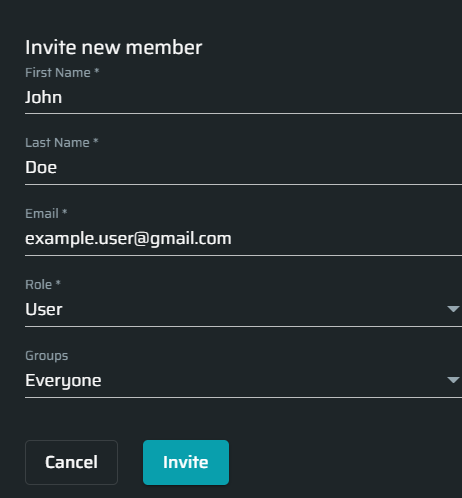 Invite new member
First Name *
John
Last Name *
Doe
Email *
example.user@gmail.com
Role *
User
Groups
Everyone
Cancel Invite